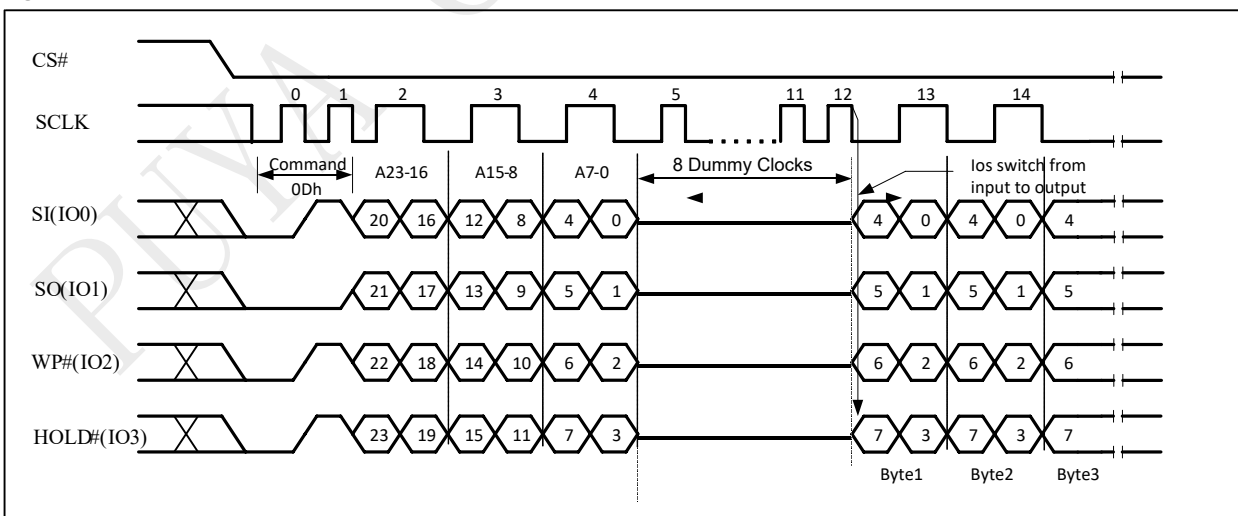 CS#
0 1 2 3 4 5 11 12 13 14
SCLK
Command
0Dh
A23-16 A15-8 A7-0 8 Dummy Clocks Ios switch from
input to output
SI(IO0) 20 16 12 8 4 0 4 0 4 0 4
SO(IO1) 21 17 13 9 5 1 5 1 5 1 5
WP#(IO2) 22 18 14 10 6 2 6 2 6 2 6
HOLD#(IO3) 23 19 15 11 7 3 7 3 7 3 7
Byte1 Byte2 Byte3
PUYA